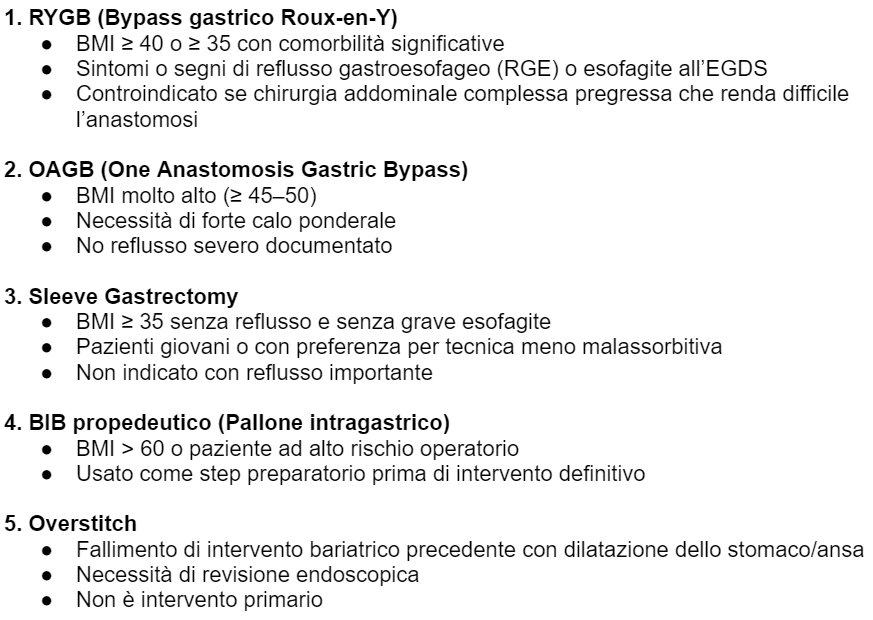 1. RYGB (Bypass gastrico Roux-en-Y)
● BMI ≥ 40 o ≥ 35 con comorbilità significative
● Sintomi o segni di reflusso gastroesofageo (RGE) o esofagite all’EGDS
● Controindicato se chirurgia addominale complessa pregressa che renda difficile
l’anastomosi
2. OAGB (One Anastomosis Gastric Bypass)
● BMI molto alto (≥ 45–50)
● Necessità di forte calo ponderale
● No reflusso severo documentato
3. Sleeve Gastrectomy
● BMI ≥ 35 senza reflusso e senza grave esofagite
● Pazienti giovani o con preferenza per tecnica meno malassorbitiva
● Non indicato con reflusso importante
4. BIB propedeutico (Pallone intragastrico)
● BMI > 60 o paziente ad alto rischio operatorio
● Usato come step preparatorio prima di intervento definitivo
5. Overstitch
● Fallimento di intervento bariatrico precedente con dilatazione dello stomaco/ansa
● Necessità di revisione endoscopica
● Non è intervento primario